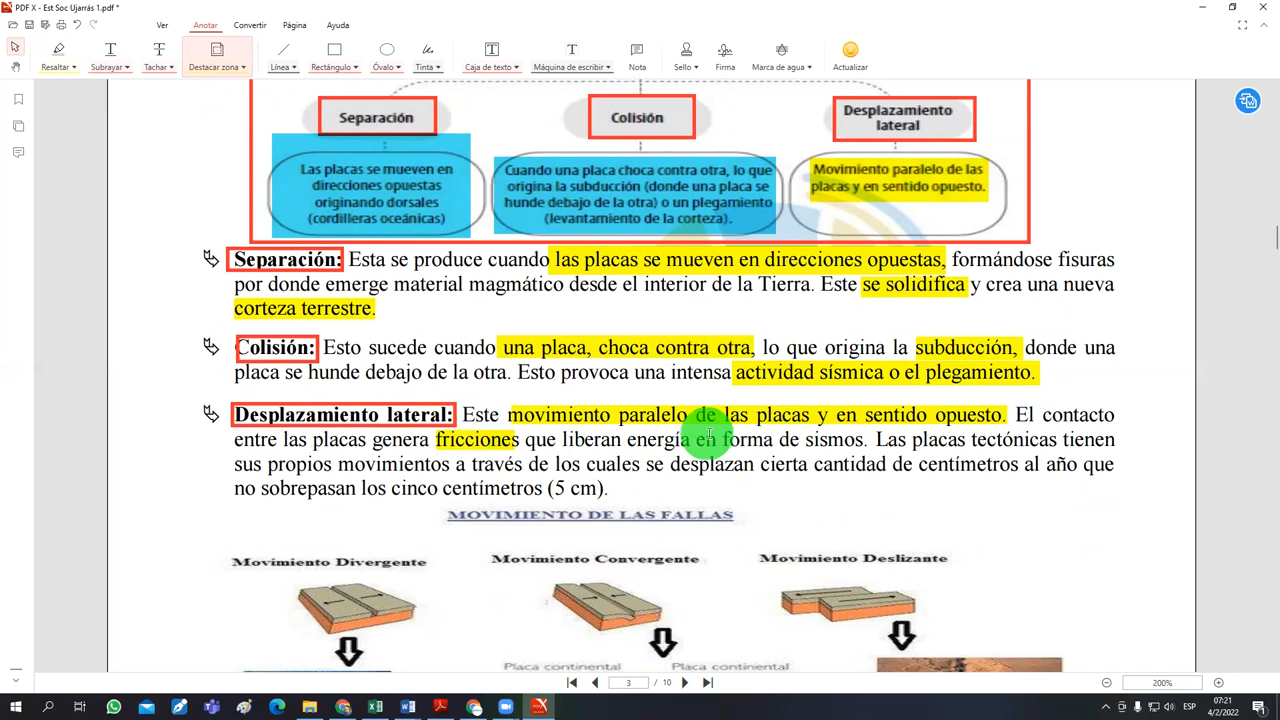 PDF X - Est Soc Ujarrás 1.pdf *
Ver
Anotar
Convertir
Página
Ayuda
Resaltar
Subrayar
Tachar
Destacar zona
Línea
Rectángulo
Óvalo
Tinta
Caja de texto
Máquina de escribir
Nota
Sello
Firma
Marca de agua
Actualizar
Separación
Colisión
Desplazamiento
lateral
Las placas se mueven en
direcciones opuestas
originando dorsales
(cordilleras oceánicas)
Cuando una placa choca contra otra, lo que
origina la subducción (donde una placa se
hunde debajo de la otra) o un plegamiento
(levantamiento de la corteza).
Movimiento paralelo de las
placas y en sentido opuesto.
Separación: Esta se produce cuando las placas se mueven en direcciones opuestas, formándose fisuras
por donde emerge material magmático desde el interior de la Tierra. Este se solidifica y crea una nueva
corteza terrestre.
Colisión: Esto sucede cuando una placa, choca contra otra, lo que origina la subducción, donde una
placa se hunde debajo de la otra. Esto provoca una intensa actividad sísmica o el plegamiento.
Desplazamiento lateral: Este movimiento paralelo de las placas y en sentido opuesto. El contacto
entre las placas genera fricciones que liberan energía en forma de sismos. Las placas tectónicas tienen
sus propios movimientos a través de los cuales se desplazan cierta cantidad de centímetros al año que
no sobrepasan los cinco centímetros (5 cm).
MOVIMIENTO DE LAS FALLAS
Movimiento Divergente
Movimiento Convergente
Movimiento Deslizante
Placa continental
Placa continental
3 / 10
200%
ESP
07:21
4/2/2022